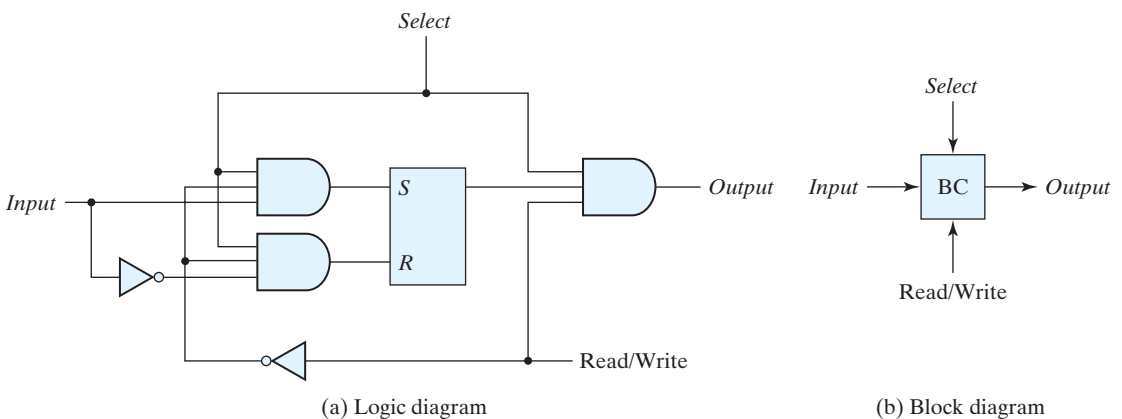 Select
Input
S
R
Output
Read/Write
(a) Logic diagram
Select
Input
BC
Output
Read/Write
(b) Block diagram